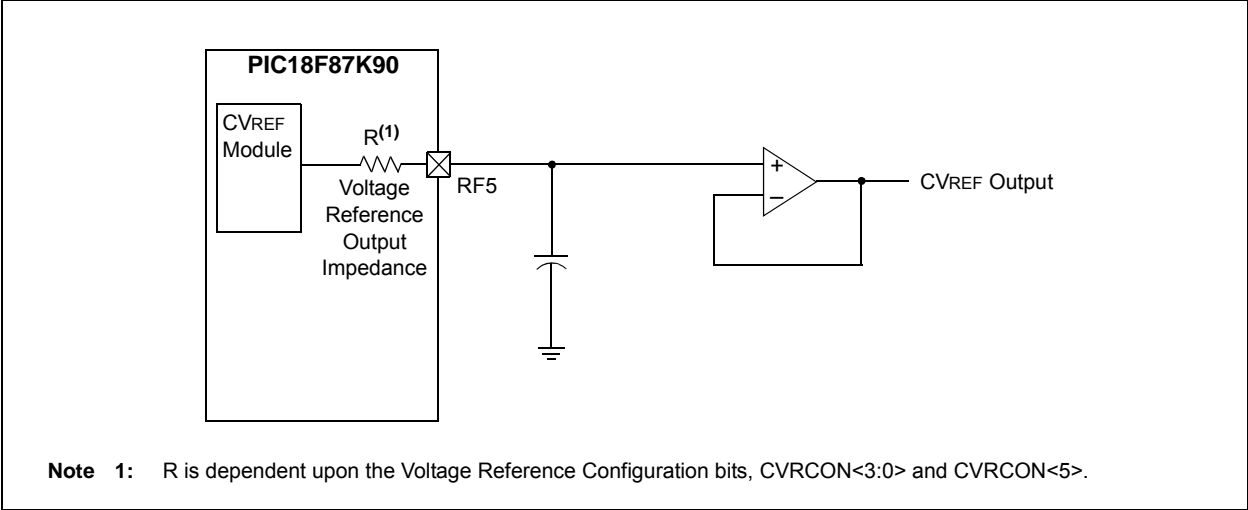 PIC18F87K90
CVREF
Module
R(1)
Voltage
Reference
Output
Impedance
RF5
+
–
CVREF Output
Note 1: R is dependent upon the Voltage Reference Configuration bits, CVRCON<3:0> and CVRCON<5>.